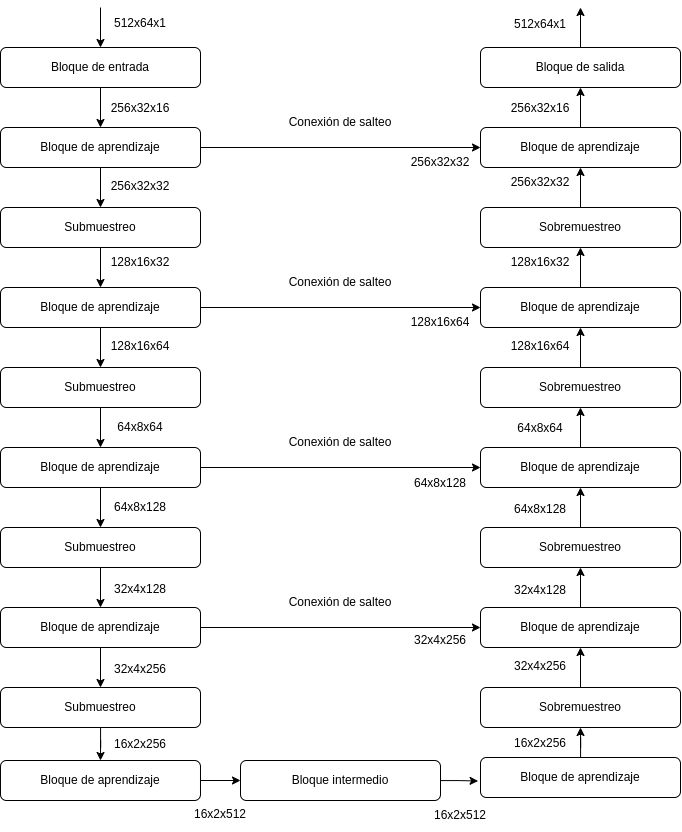 512x64x1
512x64x1
Bloque de entrada
Bloque de salida
256x32x16
256x32x16
Conexión de salteo
Bloque de aprendizaje
Bloque de aprendizaje
256x32x32
256x32x32
256x32x32
Submuestreo
Sobremuestreo
128x16x32
128x16x32
Conexión de salteo
Bloque de aprendizaje
Bloque de aprendizaje
128x16x64
128x16x64
128x16x64
Submuestreo
Sobremuestreo
64x8x64
64x8x64
Conexión de salteo
Bloque de aprendizaje
Bloque de aprendizaje
64x8x128
64x8x128
64x8x128
Submuestreo
Sobremuestreo
32x4x128
32x4x128
Conexión de salteo
Bloque de aprendizaje
Bloque de aprendizaje
32x4x256
32x4x256
32x4x256
Submuestreo
Sobremuestreo
16x2x256
16x2x256
Bloque de aprendizaje
Bloque intermedio
Bloque de aprendizaje
16x2x512
16x2x512